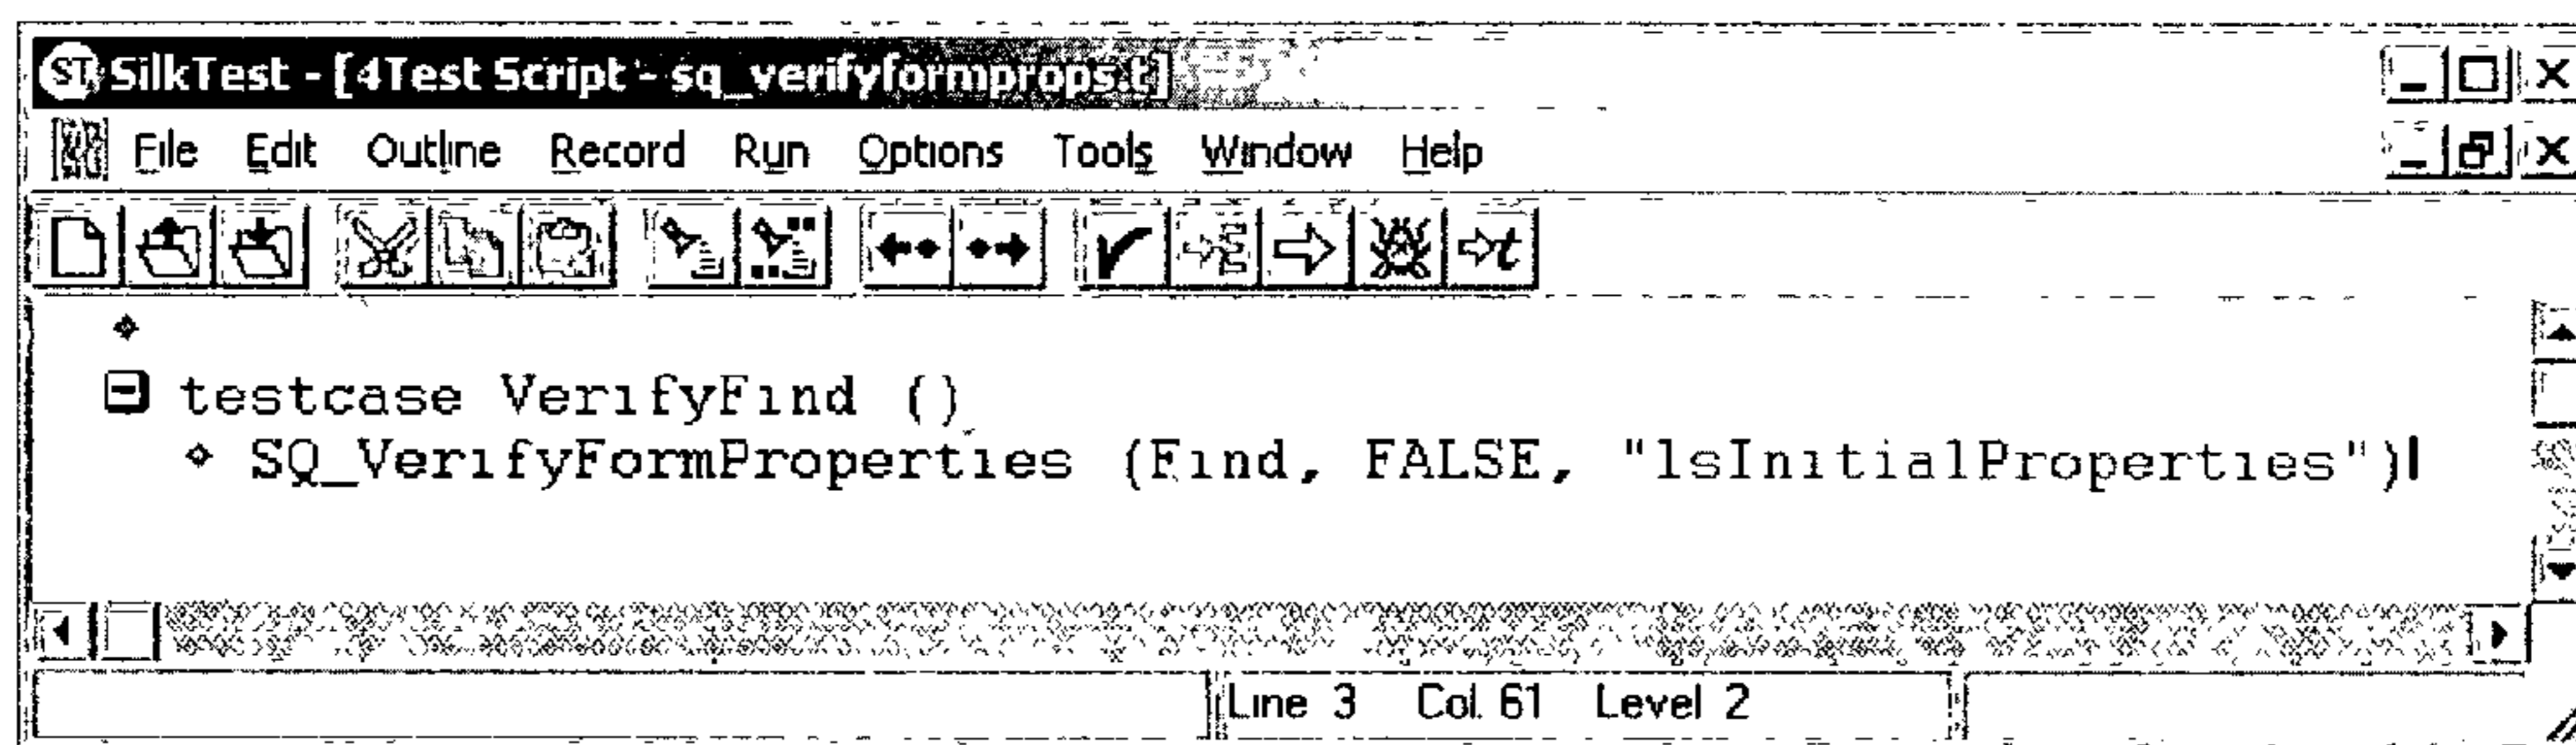 SilkTest - [4Test Script - sq_verifyformprops.t]
File Edit Outline Record Run Options Tools Window Help
testcase VerifyFind ()
SQ_VerifyFormProperties (Find, FALSE, "lsInitialProperties")
Line 3 Col. 61 Level 2